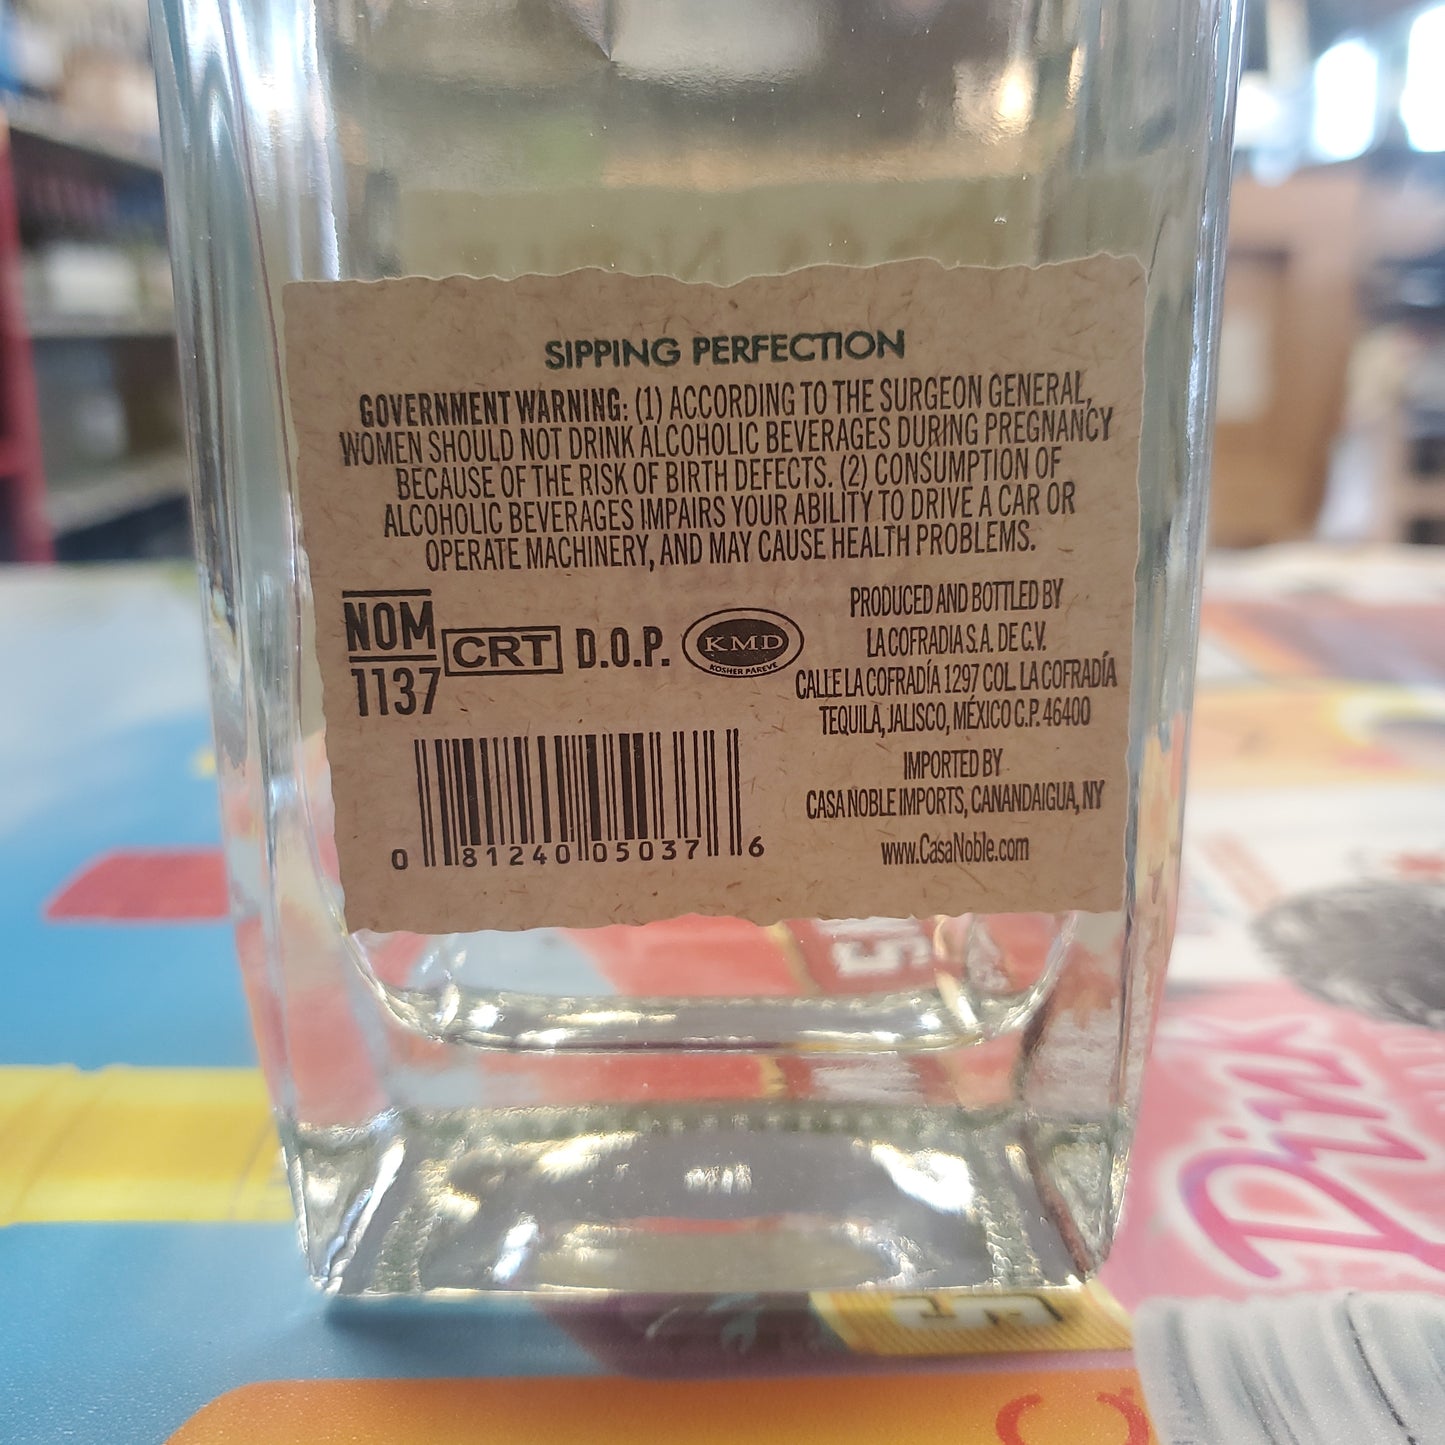 SIPPING PERFECTION
GOVERNMENT WARNING: (1) ACCORDING TO THE SURGEON GENERAL,
WOMEN SHOULD NOT DRINK ALCOHOLIC BEVERAGES DURING PREGNANCY
BECAUSE OF THE RISK OF BIRTH DEFECTS. (2) CONSUMPTION OF
ALCOHOLIC BEVERAGES IMPAIRS YOUR ABILITY TO DRIVE A CAR OR
OPERATE MACHINERY, AND MAY CAUSE HEALTH PROBLEMS.
NOM
1137
CRT
D.O.P.
KMD
KOSHER PAREVE
0 81240 05037 6
PRODUCED AND BOTTLED BY
LA COFRADIA S.A. DE C.V.
CALLE LA COFRADÍA 1297 COL. LA COFRADÍA
TEQUILA, JALISCO, MÉXICO C.P. 46400
IMPORTED BY
CASA NOBLE IMPORTS, CANANDAIGUA, NY
www.CasaNoble.com
Pink